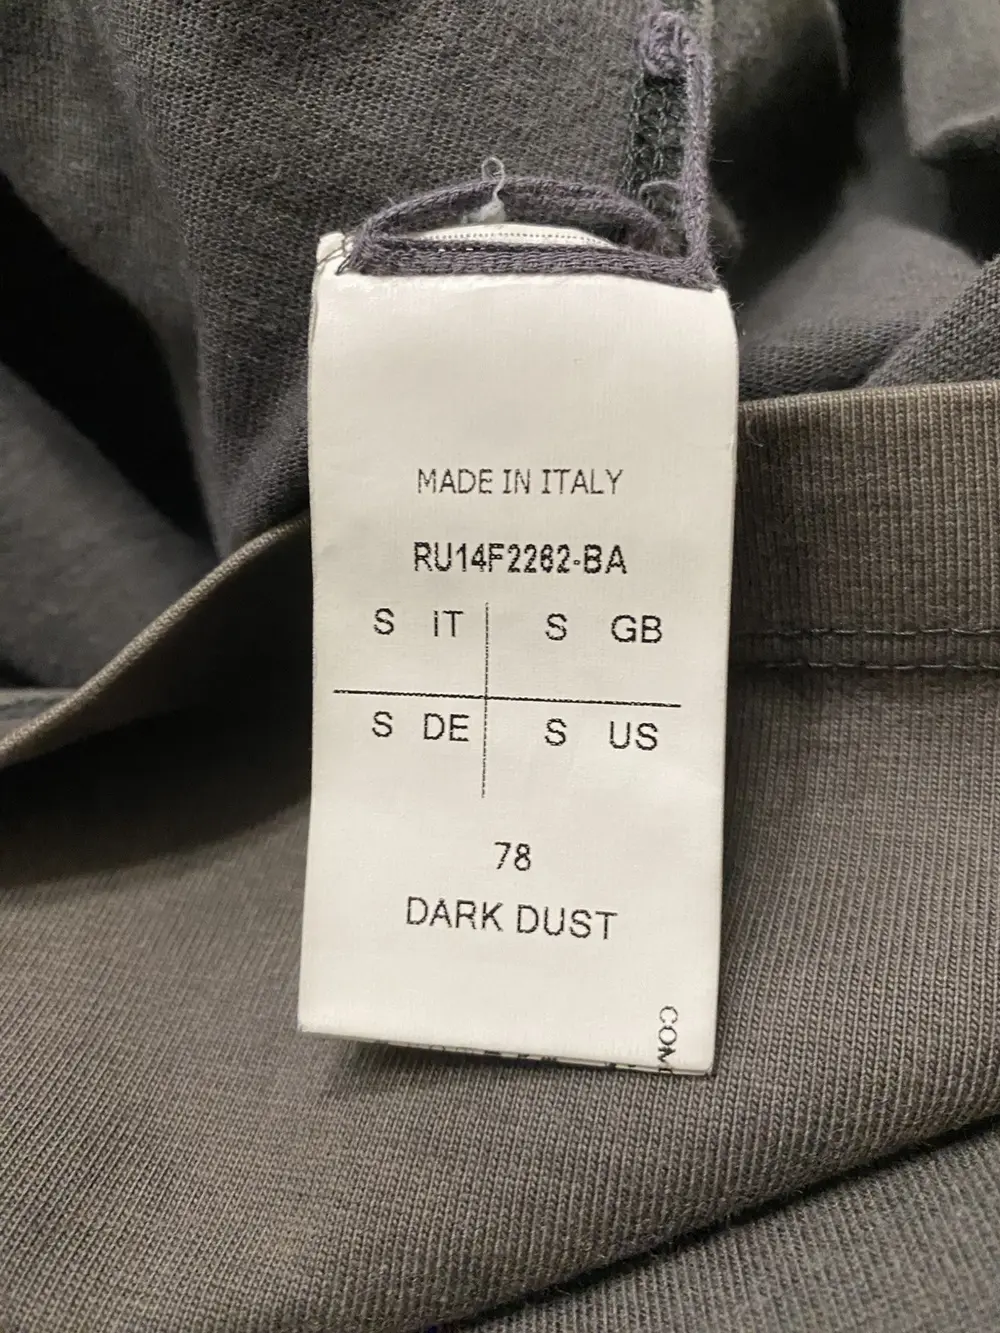 MADE IN ITALY
RU14F2262-BA
S iT S GB
S DE S US
78
DARK DUST